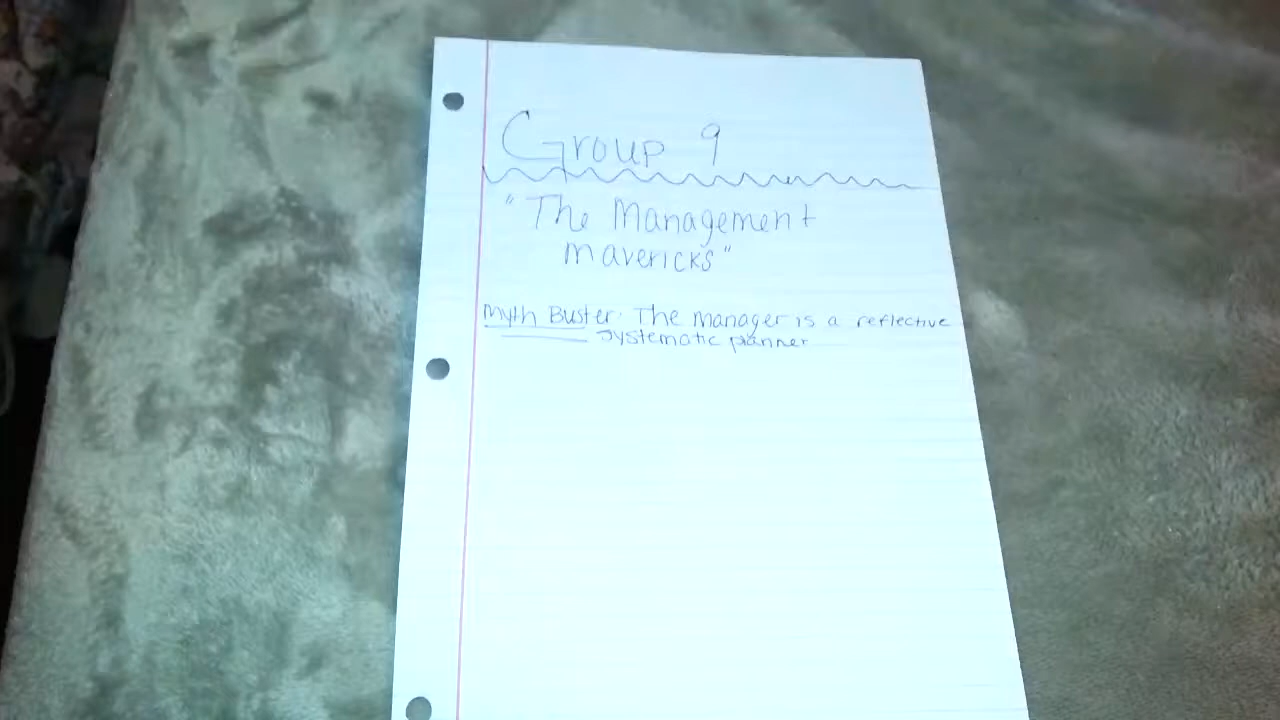 Group 9
"The Management
Mavericks"
Myth Buster: The manager is a reflective
systematic planner